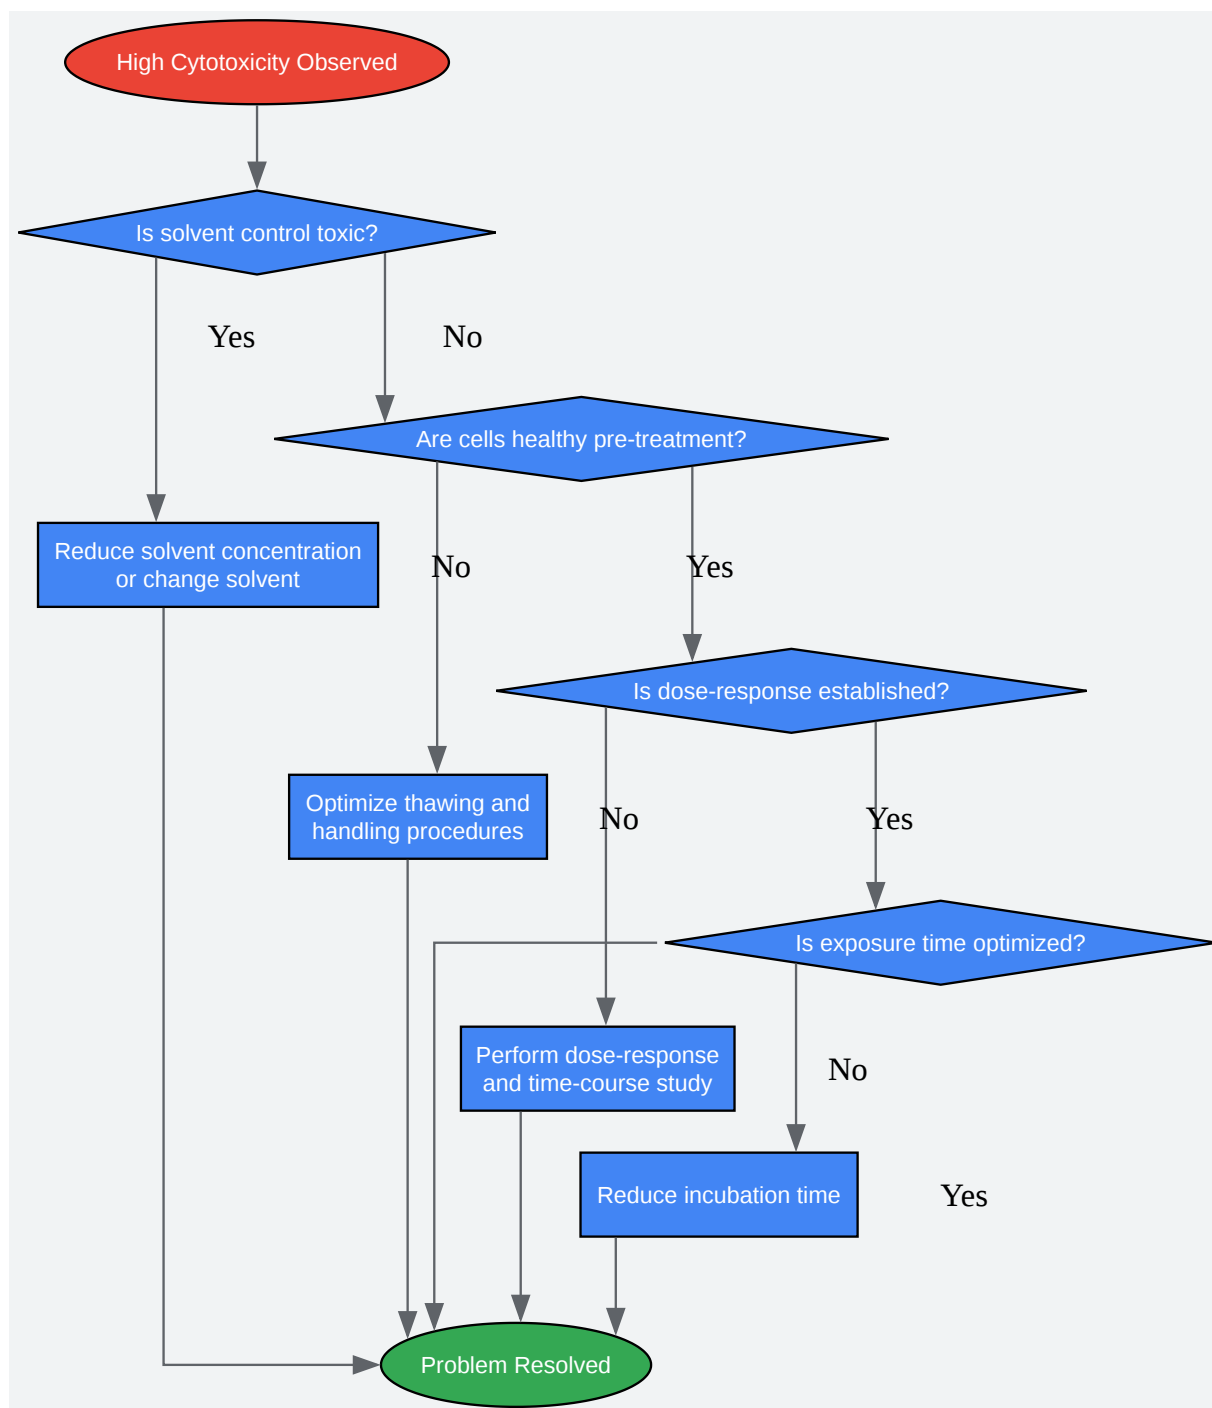 High Cytotoxicity Observed
Is solvent control toxic?
Yes
No
Are cells healthy pre-treatment?
Reduce solvent concentration
or change solvent
No
Yes
Is dose-response established?
Optimize thawing and
handling procedures
No
Yes
Is exposure time optimized?
Perform dose-response
and time-course study
No
Reduce incubation time
Yes
Problem Resolved